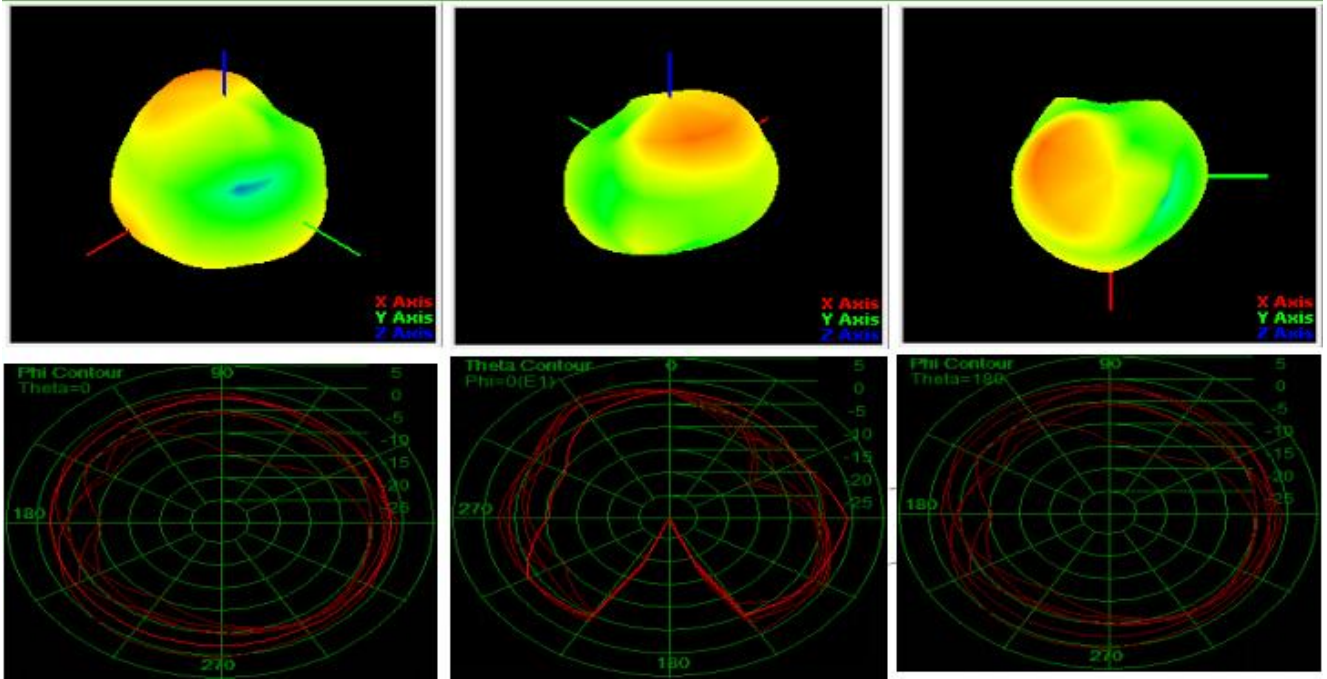 X Axis
Y Axis
Z Axis
X Axis
Y Axis
Z Axis
X Axis
Y Axis
Z Axis
Phi Contour
Theta=0
90
5
0
-5
-10
-15
-20
-25
180
270
Theta Contour
Phi=0(E1)
0
5
0
-5
-10
-15
-20
-25
270
180
Phi Contour
Theta=180
90
5
0
-5
-10
-15
-20
-25
180
270